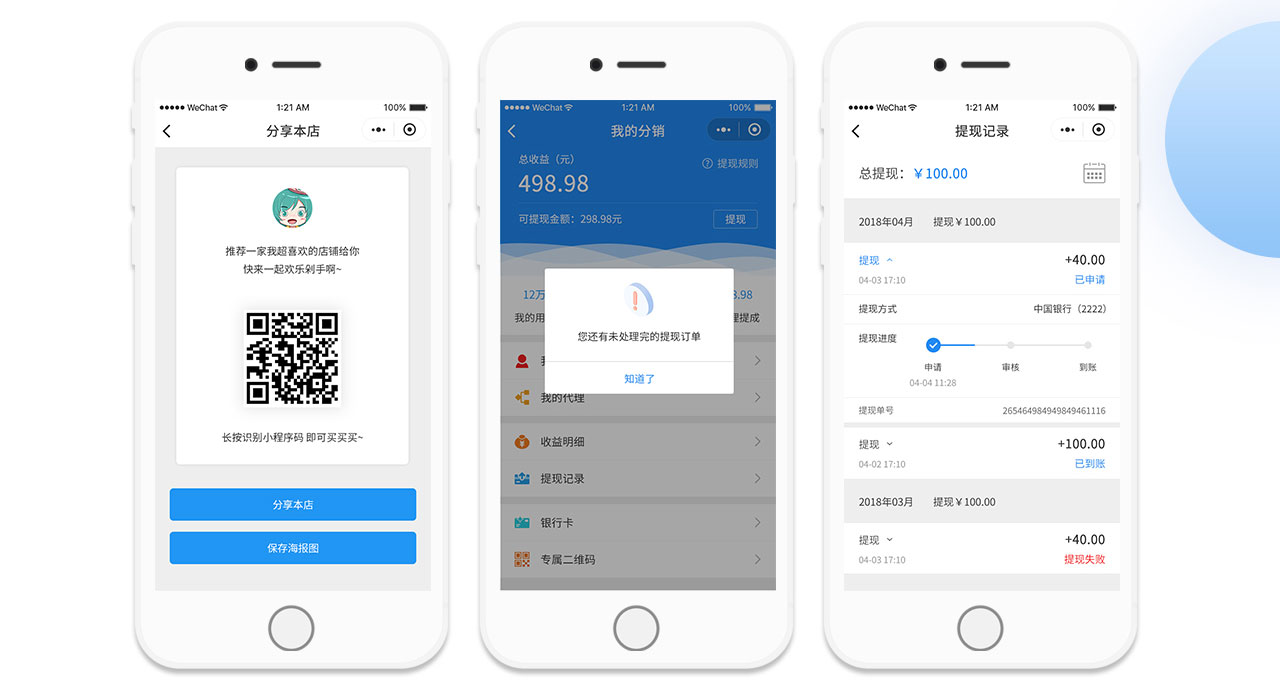 ●●●●● WeChat 1:21 AM 100%
分享本店
推荐一家我超喜欢的店铺给你
快来一起欢乐剁手啊~
长按识别小程序码 即可买买买~
分享本店
保存海报图
●●●●● WeChat 1:21 AM 100%
我的分销
总收益（元） ? 提现规则
498.98
可提现金额：298.98元 提现
12万 8.98
我的用 理提成
您还有未处理完的提现订单
知道了
我的代理
收益明细
提现记录
银行卡
专属二维码
●●●●● WeChat 1:21 AM 100%
提现记录
总提现：￥100.00
2018年04月 提现￥100.00
提现 +40.00
04-03 17:10 已申请
提现方式 中国银行（2222）
提现进度
申请 审核 到账
04-04 11:28
提现单号 265464984949849461116
提现 +100.00
04-02 17:10 已到账
2018年03月 提现￥100.00
提现 +40.00
04-03 17:10 提现失败